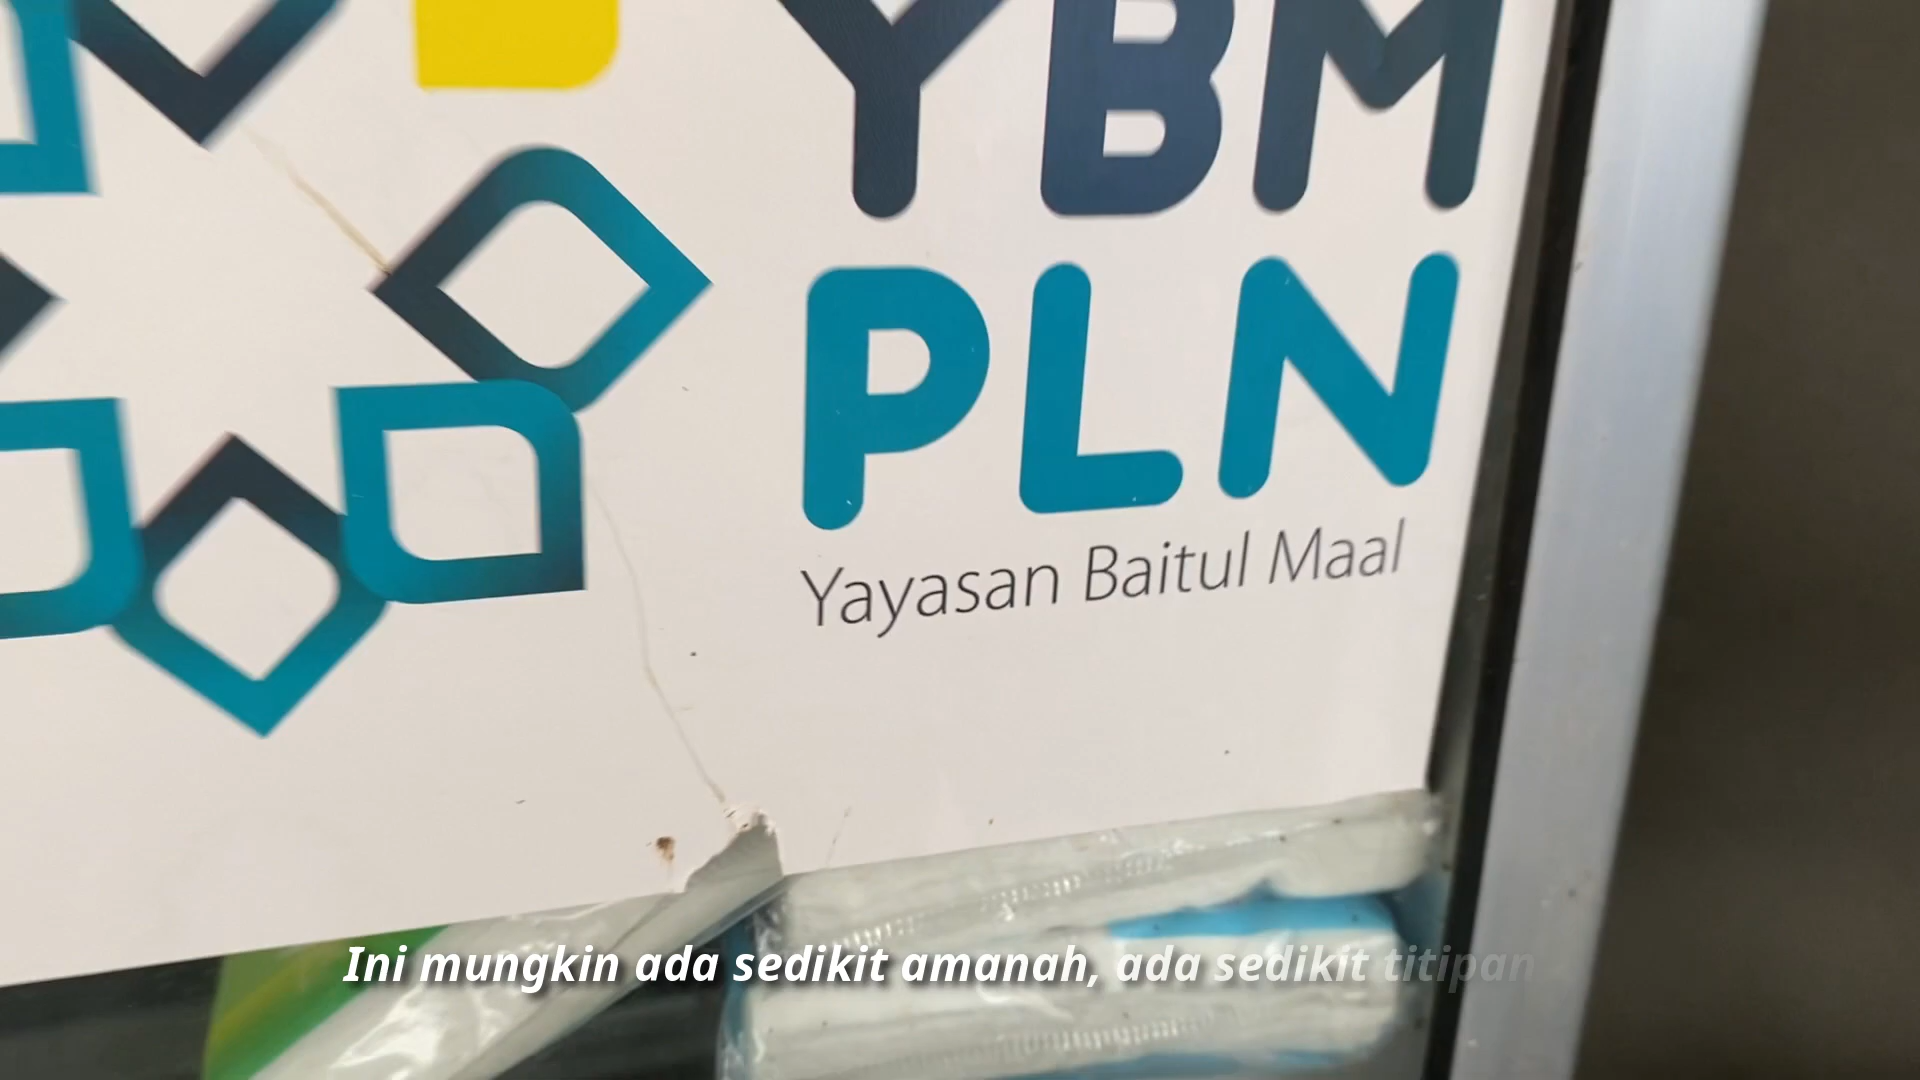 YBM
PLN
Yayasan Baitul Maal
Ini mungkin ada sedikit amanah, ada sedikit titipan